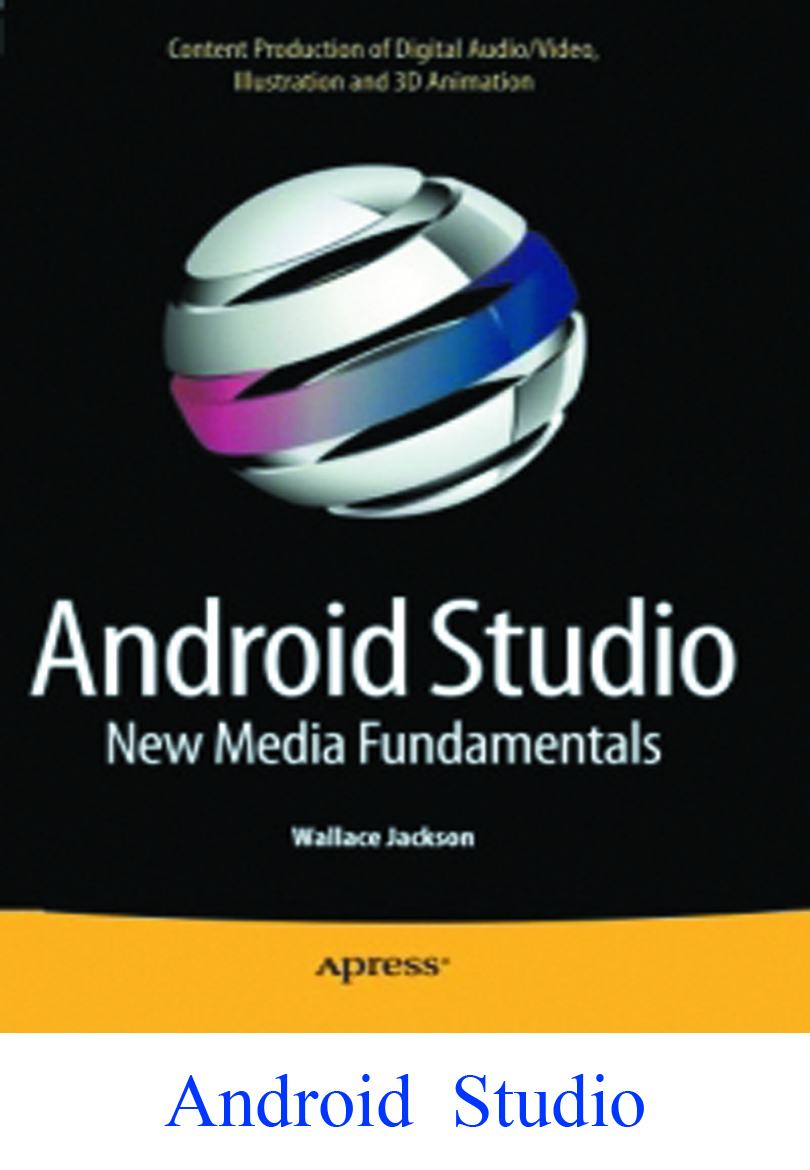 Content Production of Digital Audio/Video,
Illustration and 3D Animation
Android Studio
New Media Fundamentals
Wallace Jackson
Apress®
Android Studio